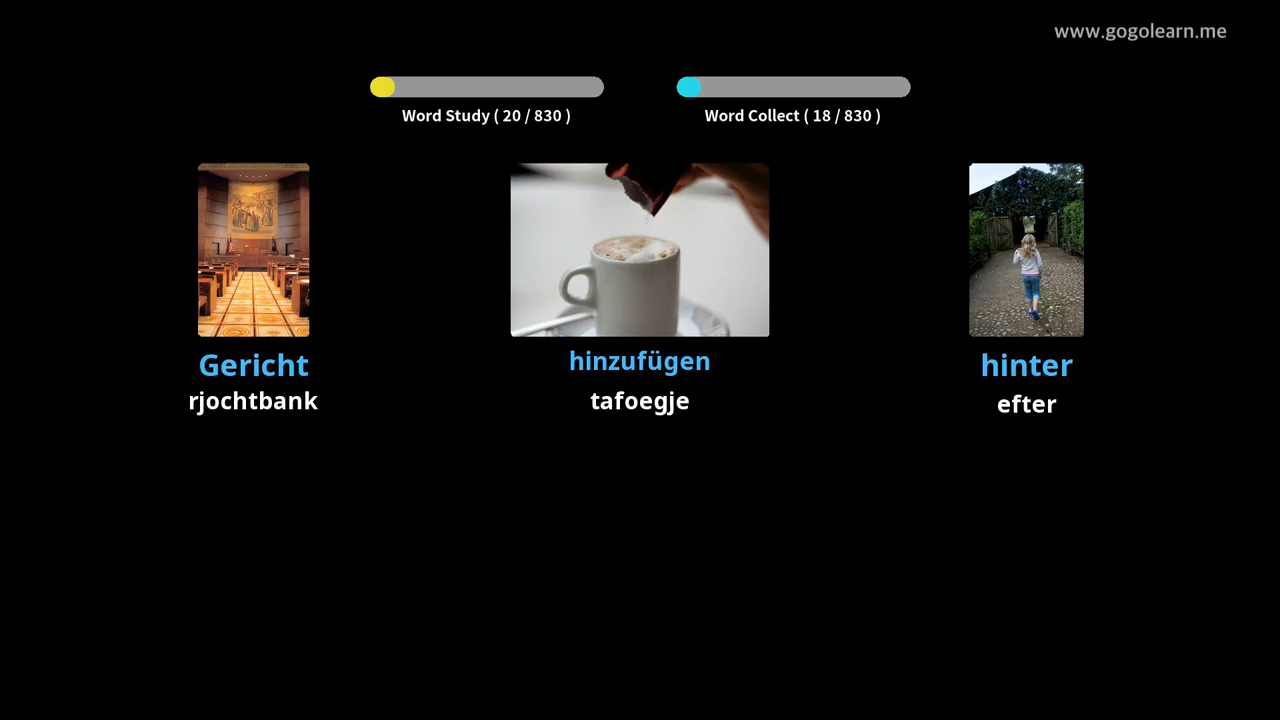 www.gogolearn.me
Word Study ( 20 / 830 )
Word Collect ( 18 / 830 )
Gericht
rjochtbank
hinzufügen
tafoegje
hinter
efter